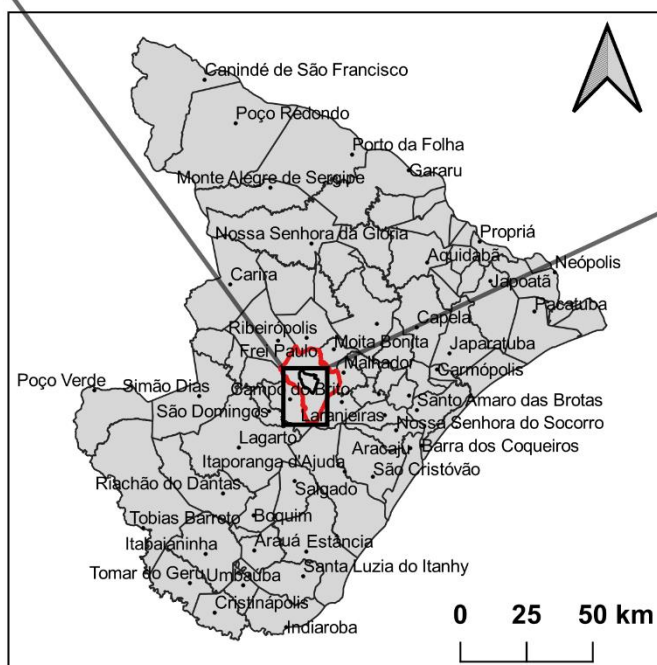 Canindé de São Francisco
Poço Redondo
Porto da Folha
Gararu
Monte Alegre de Sergipe
Nossa Senhora da Glória
Propriá
Aquidabã
Neópolis
Japoatã
Carira
Pacatuba
Capela
Ribeirópolis
Moita Bonita
Frei Paulo
Japaratuba
Malhador
Carmópolis
Poço Verde
Simão Dias
Campo do Brito
Santo Amaro das Brotas
São Domingos
Laranjeiras
Nossa Senhora do Socorro
Lagarto
Aracaju
Barra dos Coqueiros
Itaporanga d'Ajuda
São Cristóvão
Riachão do Dantas
Salgado
Tobias Barreto
Boquim
Itabaianinha
Arauá
Estância
Tomar do Geru
Umbaúba
Santa Luzia do Itanhy
Cristinápolis
Indiaroba
0 25 50 km